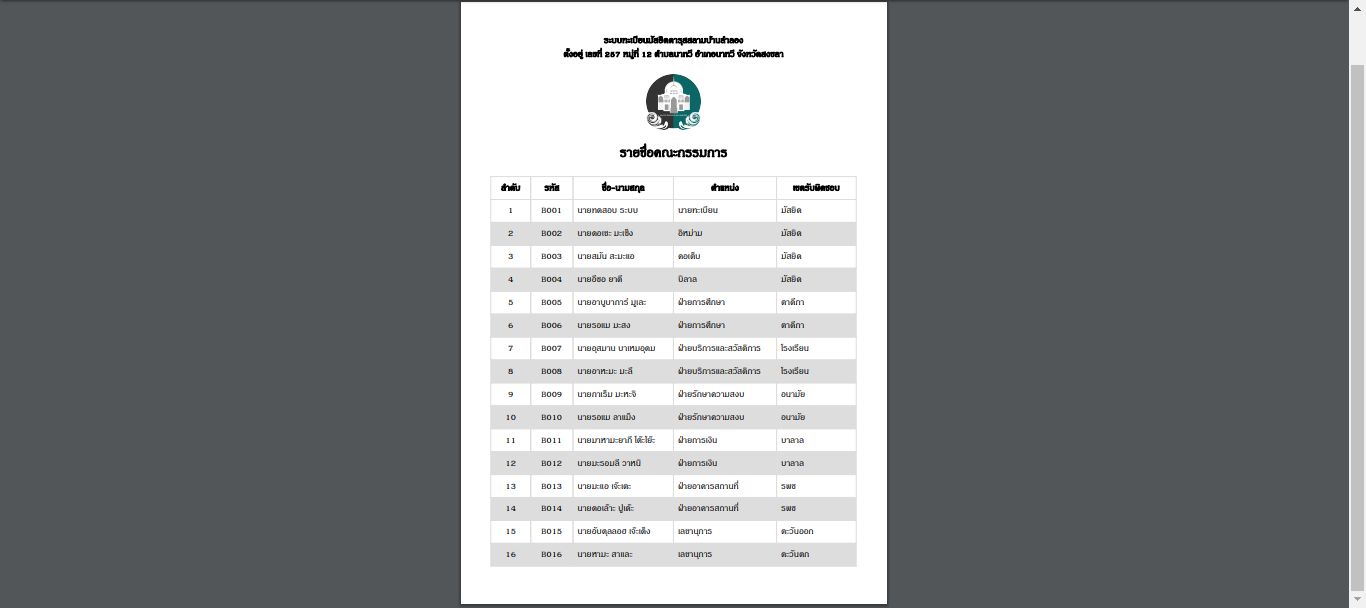 ระบบทะเบียนมัสยิดดารุสสลามบ้านลำลอง
ตั้งอยู่ เลขที่ 257 หมู่ที่ 12 ตำบลนาทวี อำเภอนาทวี จังหวัดสงขลา
รายชื่อคณะกรรมการ
ลำดับ รหัส ชื่อ-นามสกุล ตำแหน่ง เขตรับผิดชอบ
1 B001 นายทดสอบ ระบบ นายทะเบียน มัสยิด
2 B002 นายดอเซะ มะเซ็ง อิหม่าม มัสยิด
3 B003 นายสมัน สะมะแอ คอเต็บ มัสยิด
4 B004 นายอีซอ ยาดี บิลาล มัสยิด
5 B005 นายอาบูบาการ์ มูเละ ฝ่ายการศึกษา ตาดีกา
6 B006 นายรอแม มะสง ฝ่ายการศึกษา ตาดีกา
7 B007 นายอุสมาน บาเหมอุดม ฝ่ายบริการและสวัสดิการ โรงเรียน
8 B008 นายอาหะมะ มะลี ฝ่ายบริการและสวัสดิการ โรงเรียน
9 B009 นายกาเร็ม มะหะจิ ฝ่ายรักษาความสงบ อนามัย
10 B010 นายรอแม ลาแม็ง ฝ่ายรักษาความสงบ อนามัย
11 B011 นายมาหามะยากี โต๊ะโย๊ะ ฝ่ายการเงิน บาลาล
12 B012 นายมะรอมลี วาหนิ ฝ่ายการเงิน บาลาล
13 B013 นายมะแอ เจ๊ะเตะ ฝ่ายอาคารสถานที่ รพช
14 B014 นายดอเล๊าะ ปูเต๊ะ ฝ่ายอาคารสถานที่ รพช
15 B015 นายอับดุลลอฮ เจ๊ะเด็ง เลขานุการ ตะวันออก
16 B016 นายหามะ สาและ เลขานุการ ตะวันตก